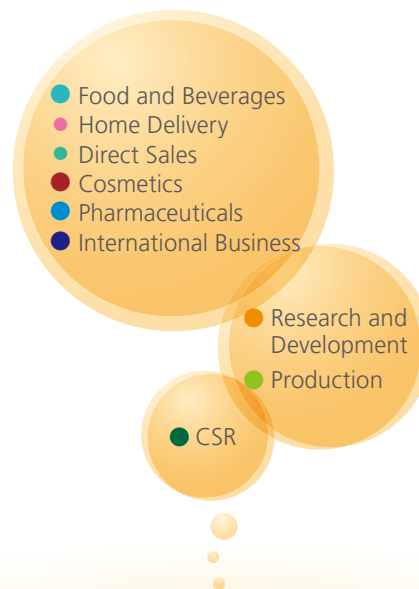 Food and Beverages
Home Delivery
Direct Sales
Cosmetics
Pharmaceuticals
International Business
Research and
Development
Production
CSR